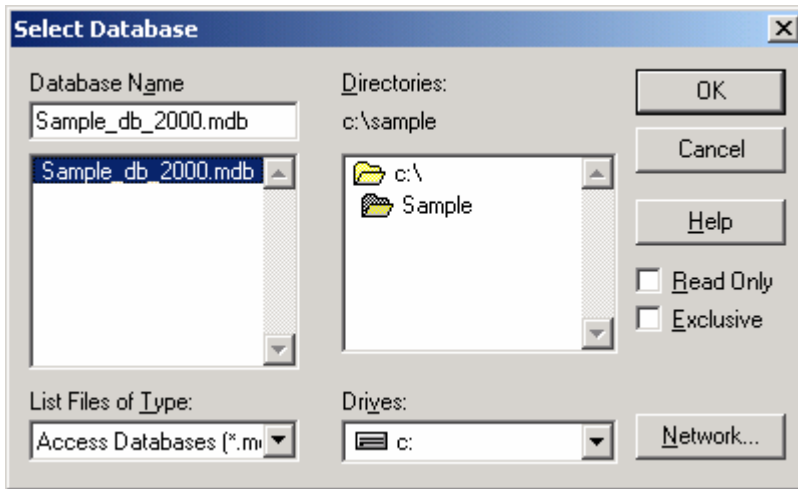 Select Database
Database Name
Sample_db_2000.mdb
Sample_db_2000.mdb
List Files of Type:
Access Databases (*.m
Directories:
c:\sample
c:\
Sample
Drives:
c:
OK
Cancel
Help
Read Only
Exclusive
Network...